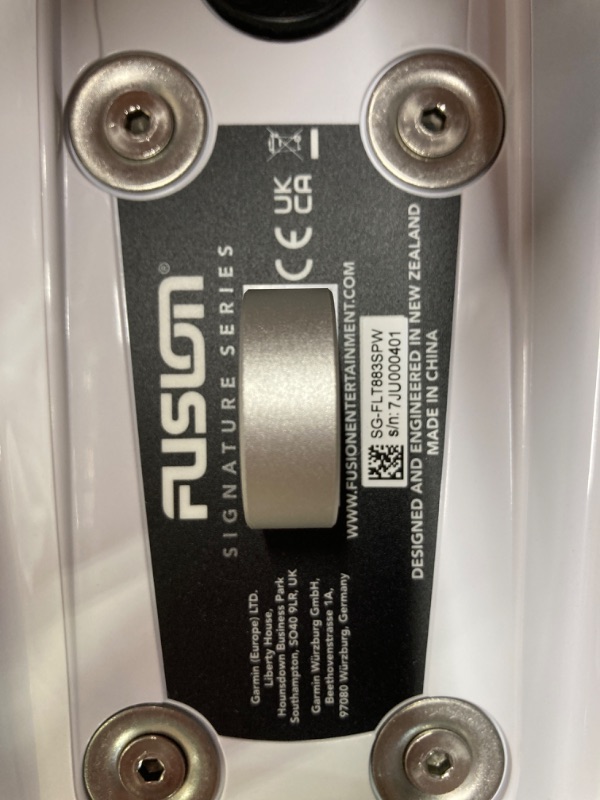 FUSION®
SIGNATURE SERIES
CE UK
CA
WWW.FUSIONENTERTAINMENT.COM
SG-FLT883SPW
s/n: 7JU000401
DESIGNED AND ENGINEERED IN NEW ZEALAND
MADE IN CHINA
Garmin (Europe) LTD.
Liberty House,
Hounsdown Business Park
Southampton, SO40 9LR, UK
Garmin Würzburg GmbH,
Beethovenstrasse 1A,
97080 Würzburg, Germany